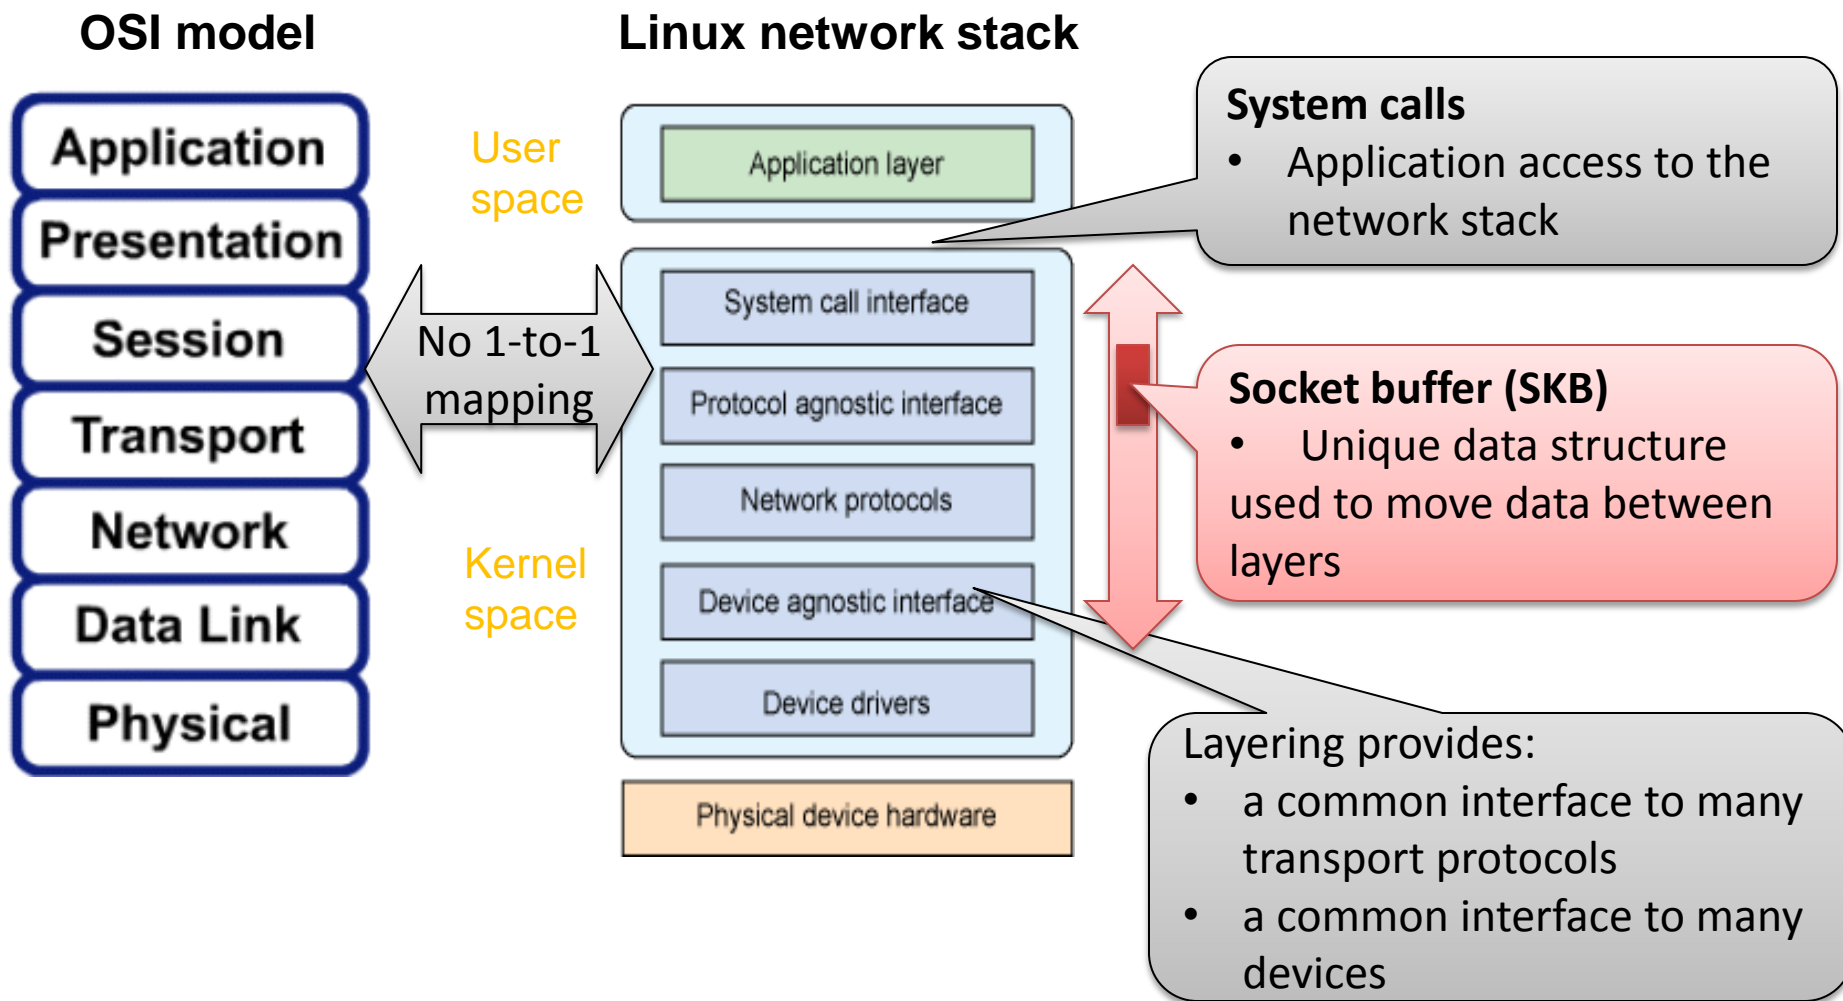 OSI model
Application
Presentation
Session
Transport
Network
Data Link
Physical
No 1-to-1
mapping
Linux network stack
User
space
Application layer
Kernel
space
System call interface
Protocol agnostic interface
Network protocols
Device agnostic interface
Device drivers
Physical device hardware
System calls
• Application access to the
network stack
Socket buffer (SKB)
• Unique data structure
used to move data between
layers
Layering provides:
• a common interface to many
transport protocols
• a common interface to many
devices